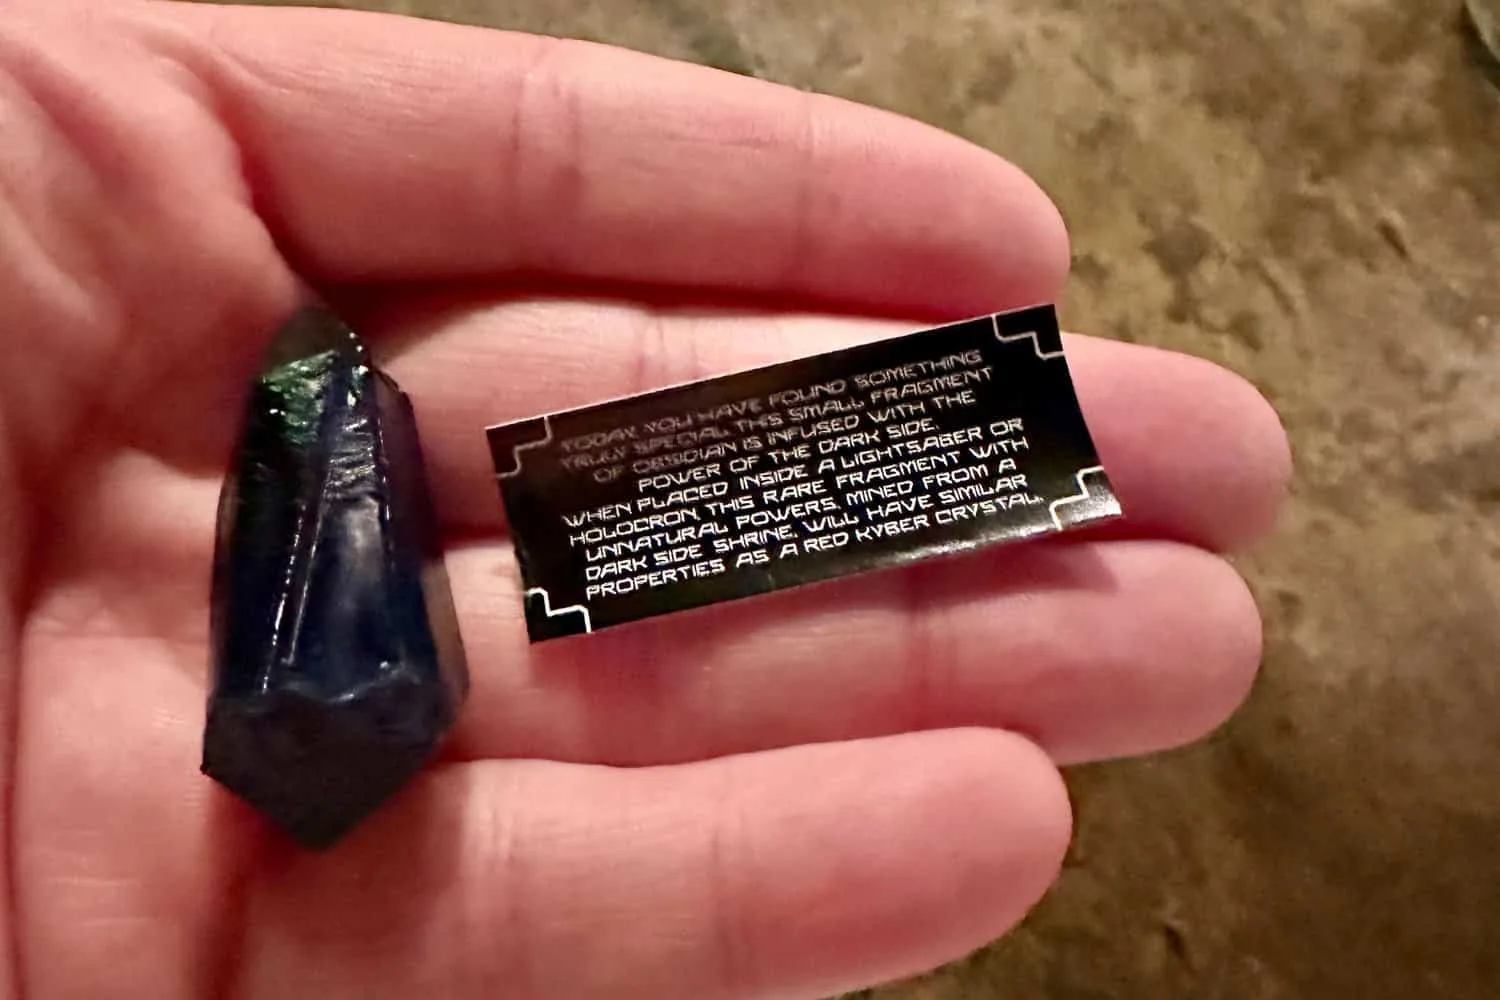 TODAY, YOU HAVE FOUND SOMETHING
TRULY SPECIAL. THIS SMALL FRAGMENT
OF OBSIDIAN IS INFUSED WITH THE
POWER OF THE DARK SIDE.
WHEN PLACED INSIDE A LIGHTSABER OR
HOLOCRON, THIS RARE FRAGMENT WITH
UNNATURAL POWERS, MINED FROM A
DARK SIDE SHRINE, WILL HAVE SIMILAR
PROPERTIES AS A RED KYBER CRYSTAL.